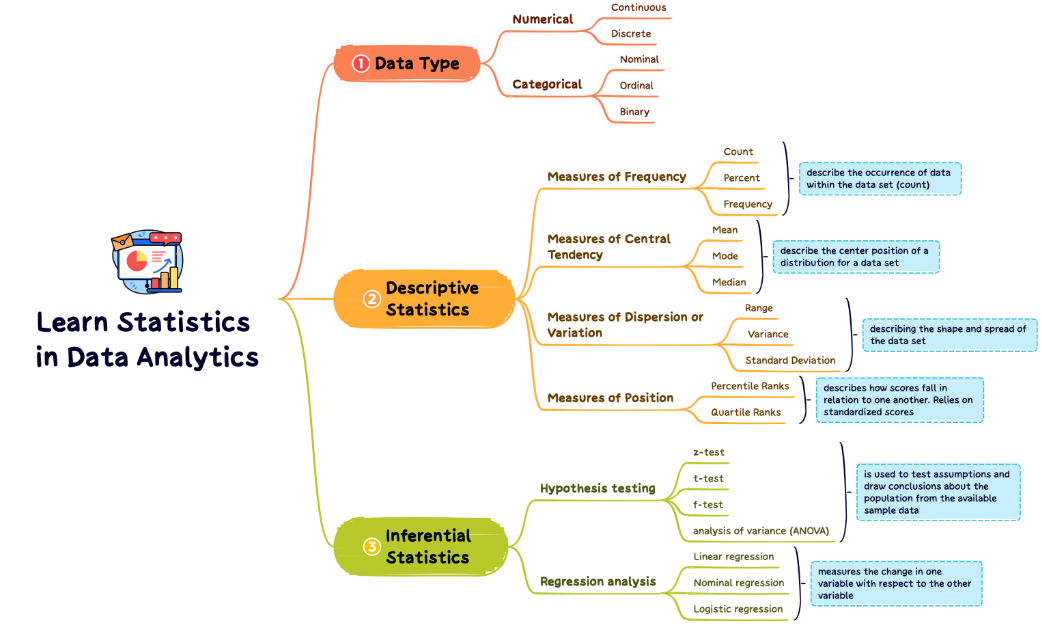 Learn Statistics
in Data Analytics
1 Data Type
Numerical
Continuous
Discrete
Categorical
Nominal
Ordinal
Binary
2 Descriptive
Statistics
Measures of Frequency
Count
Percent
Frequency
describe the occurrence of data
within the data set (count)
Measures of Central
Tendency
Mean
Mode
Median
describe the center position of a
distribution for a data set
Measures of Dispersion or
Variation
Range
Variance
Standard Deviation
describing the shape and spread of
the data set
Measures of Position
Percentile Ranks
Quartile Ranks
describes how scores fall in
relation to one another. Relies on
standardized scores
3 Inferential
Statistics
Hypothesis testing
z-test
t-test
f-test
analysis of variance (ANOVA)
is used to test assumptions and
draw conclusions about the
population from the available
sample data
Regression analysis
Linear regression
Nominal regression
Logistic regression
measures the change in one
variable with respect to the other
variable